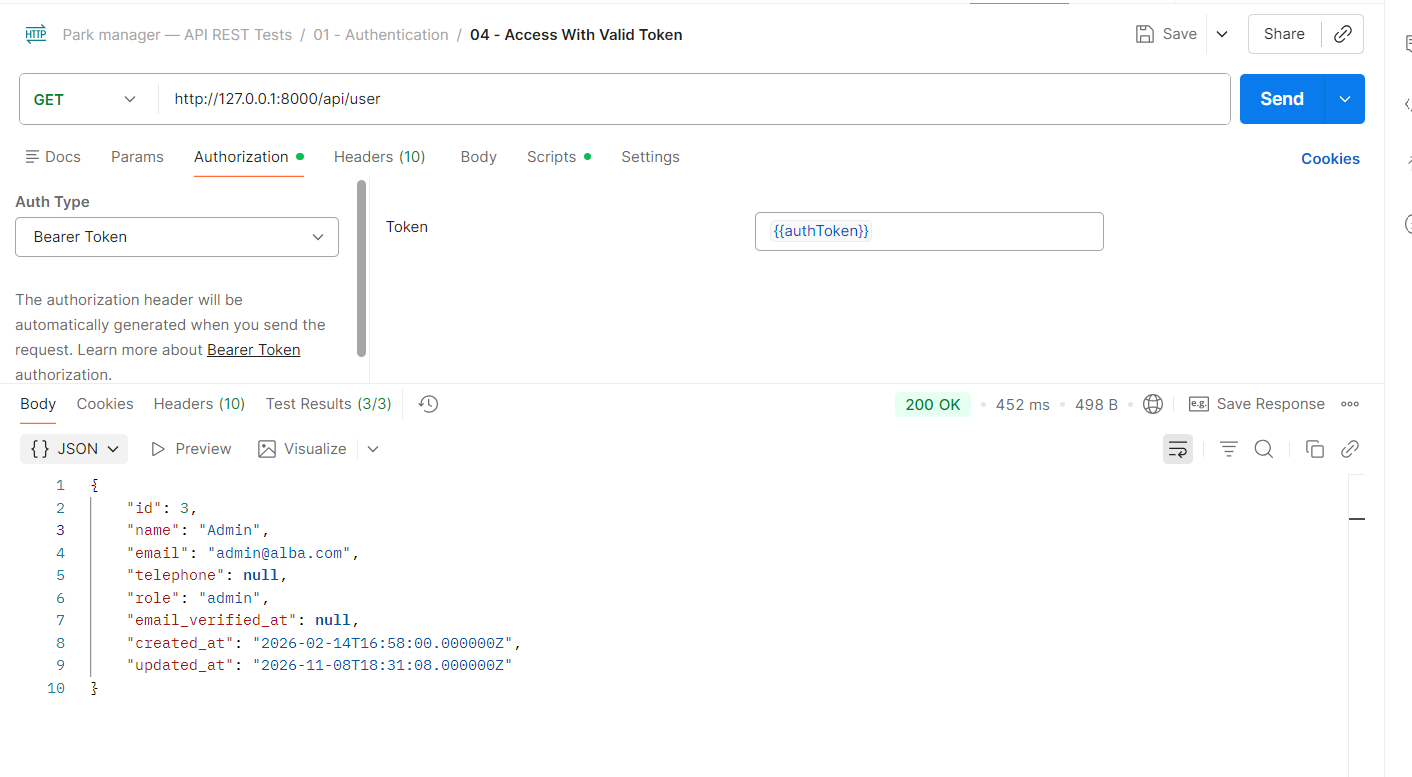 HTTP Park manager — API REST Tests / 01 - Authentication / 04 - Access With Valid Token Save Share
GET http://127.0.0.1:8000/api/user Send
Docs Params Authorization Headers (10) Body Scripts Settings Cookies
Auth Type
Bearer Token
Token {{authToken}}
The authorization header will be
automatically generated when you send the
request. Learn more about Bearer Token
authorization.
Body Cookies Headers (10) Test Results (3/3) 200 OK 452 ms 498 B e.g. Save Response
{} JSON Preview Visualize
1 {
2 "id": 3,
3 "name": "Admin",
4 "email": "admin@alba.com",
5 "telephone": null,
6 "role": "admin",
7 "email_verified_at": null,
8 "created_at": "2026-02-14T16:58:00.000000Z",
9 "updated_at": "2026-11-08T18:31:08.000000Z"
10 }